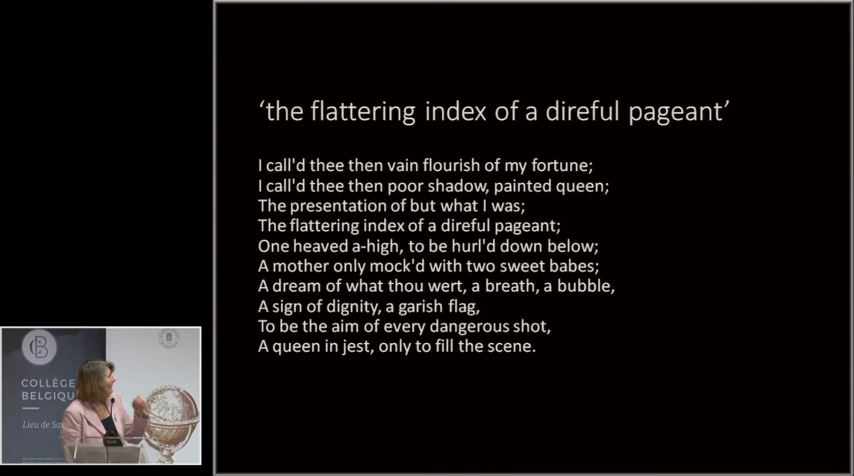 ‘the flattering index of a direful pageant’
I call'd thee then vain flourish of my fortune;
I call'd thee then poor shadow, painted queen;
The presentation of but what I was;
The flattering index of a direful pageant;
One heaved a-high, to be hurl'd down below;
A mother only mock'd with two sweet babes;
A dream of what thou wert, a breath, a bubble,
A sign of dignity, a garish flag,
To be the aim of every dangerous shot,
A queen in jest, only to fill the scene.
CB
COLLÈGE
BELGIQU
Lieu de Sa